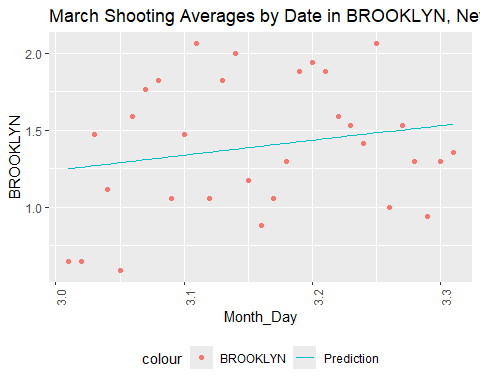 March Shooting Averages by Date in BROOKLYN, Ne
BROOKLYN
2.0
1.5
1.0
3.0
3.1
3.2
3.3
Month_Day
colour BROOKLYN Prediction